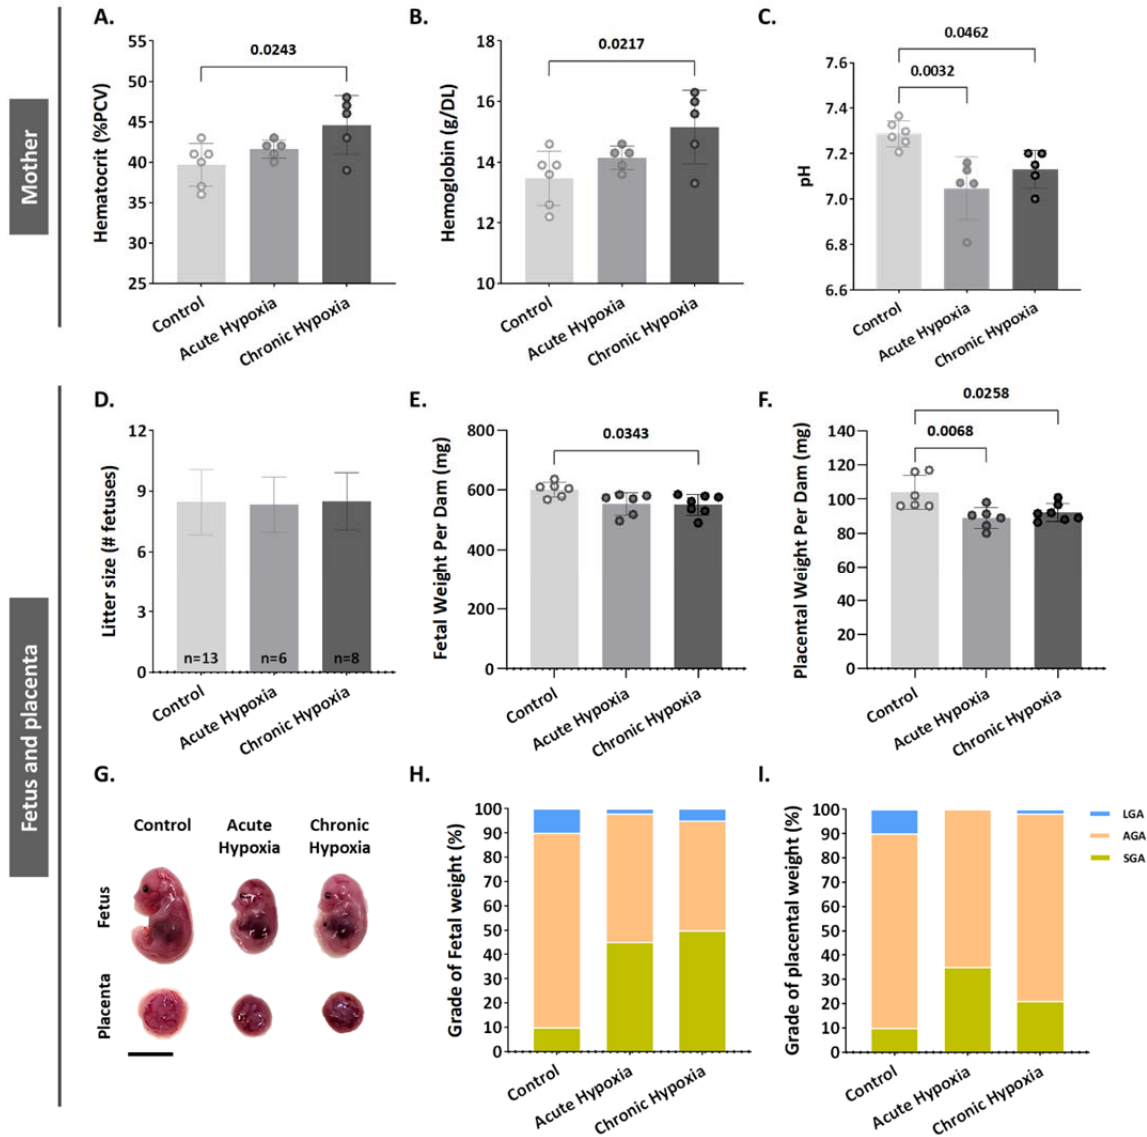 Mother
A.
Hematocrit (%PCV)
55
50
45
40
35
30
25
0.0243
Control
Acute Hypoxia
Chronic Hypoxia
B.
Hemoglobin (g/DL)
18
16
14
12
10
0.0217
Control
Acute Hypoxia
Chronic Hypoxia
C.
pH
7.6
7.4
7.2
7.0
6.8
6.6
0.0462
0.0032
Control
Acute Hypoxia
Chronic Hypoxia
Fetus and placenta
D.
Litter size (# fetuses)
12
9
6
3
0
n=13
n=6
n=8
Control
Acute Hypoxia
Chronic Hypoxia
E.
Fetal Weight Per Dam (mg)
800
600
400
200
0
0.0343
Control
Acute Hypoxia
Chronic Hypoxia
F.
Placental Weight Per Dam (mg)
140
120
100
80
60
40
20
0
0.0258
0.0068
Control
Acute Hypoxia
Chronic Hypoxia
G.
Control
Acute
Hypoxia
Chronic
Hypoxia
Fetus
Placenta
H.
Grade of Fetal weight (%)
100
90
80
70
60
50
40
30
20
10
0
Control
Acute Hypoxia
Chronic Hypoxia
I.
Grade of placental weight (%)
100
90
80
70
60
50
40
30
20
10
0
Control
Acute Hypoxia
Chronic Hypoxia
LGA
AGA
SGA